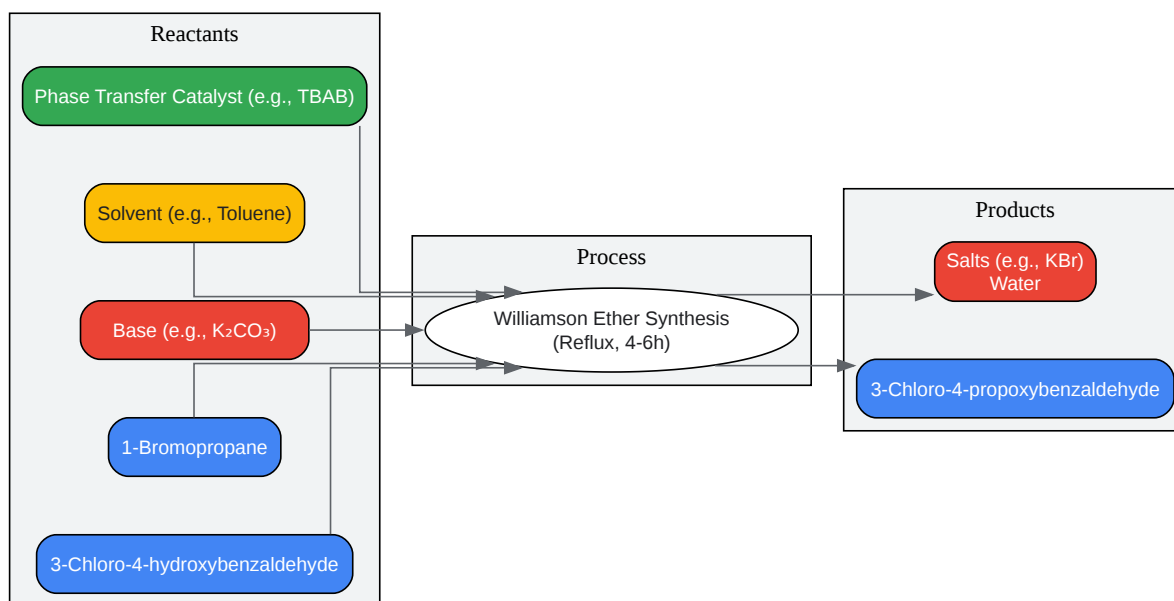 Reactants
Phase Transfer Catalyst (e.g., TBAB)
Solvent (e.g., Toluene)
Base (e.g., K₂CO₃)
1-Bromopropane
3-Chloro-4-hydroxybenzaldehyde
Process
Williamson Ether Synthesis
(Reflux, 4-6h)
Products
Salts (e.g., KBr)
Water
3-Chloro-4-propoxybenzaldehyde